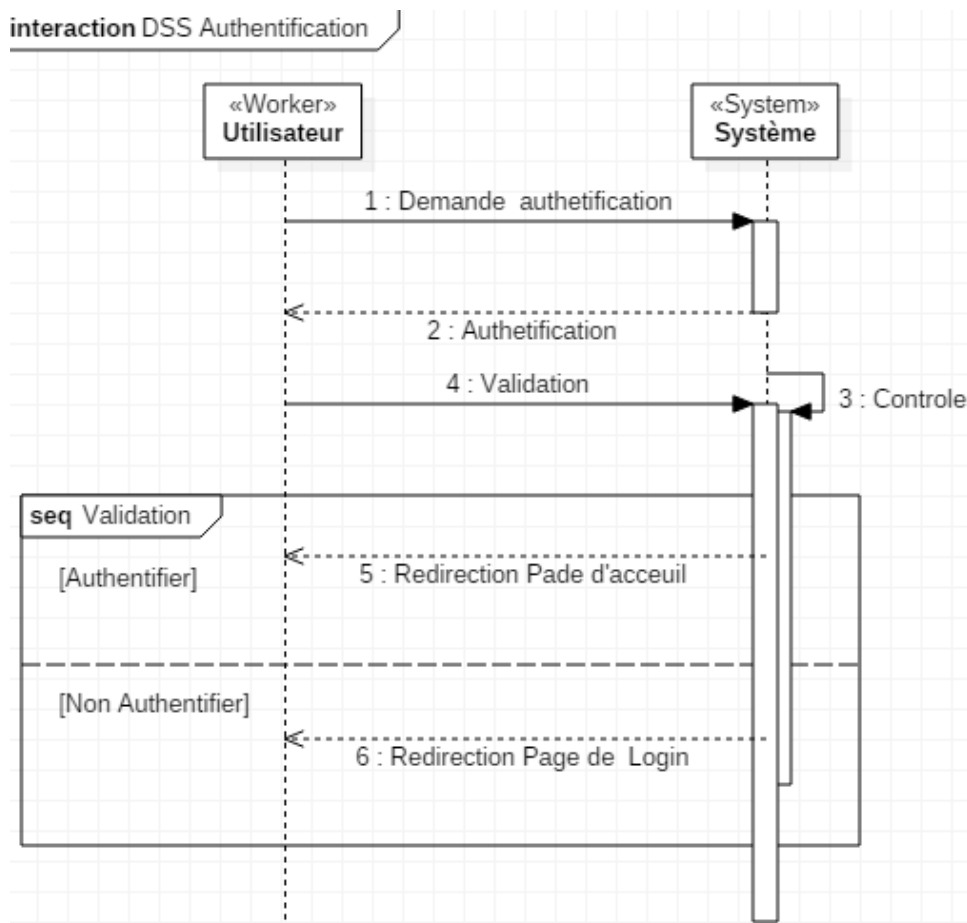 interaction DSS Authentification
«Worker»
Utilisateur
«System»
Système
1 : Demande authetification
2 : Authetification
4 : Validation
3 : Controle
seq Validation
[Authentifier]
5 : Redirection Pade d'acceuil
[Non Authentifier]
6 : Redirection Page de Login